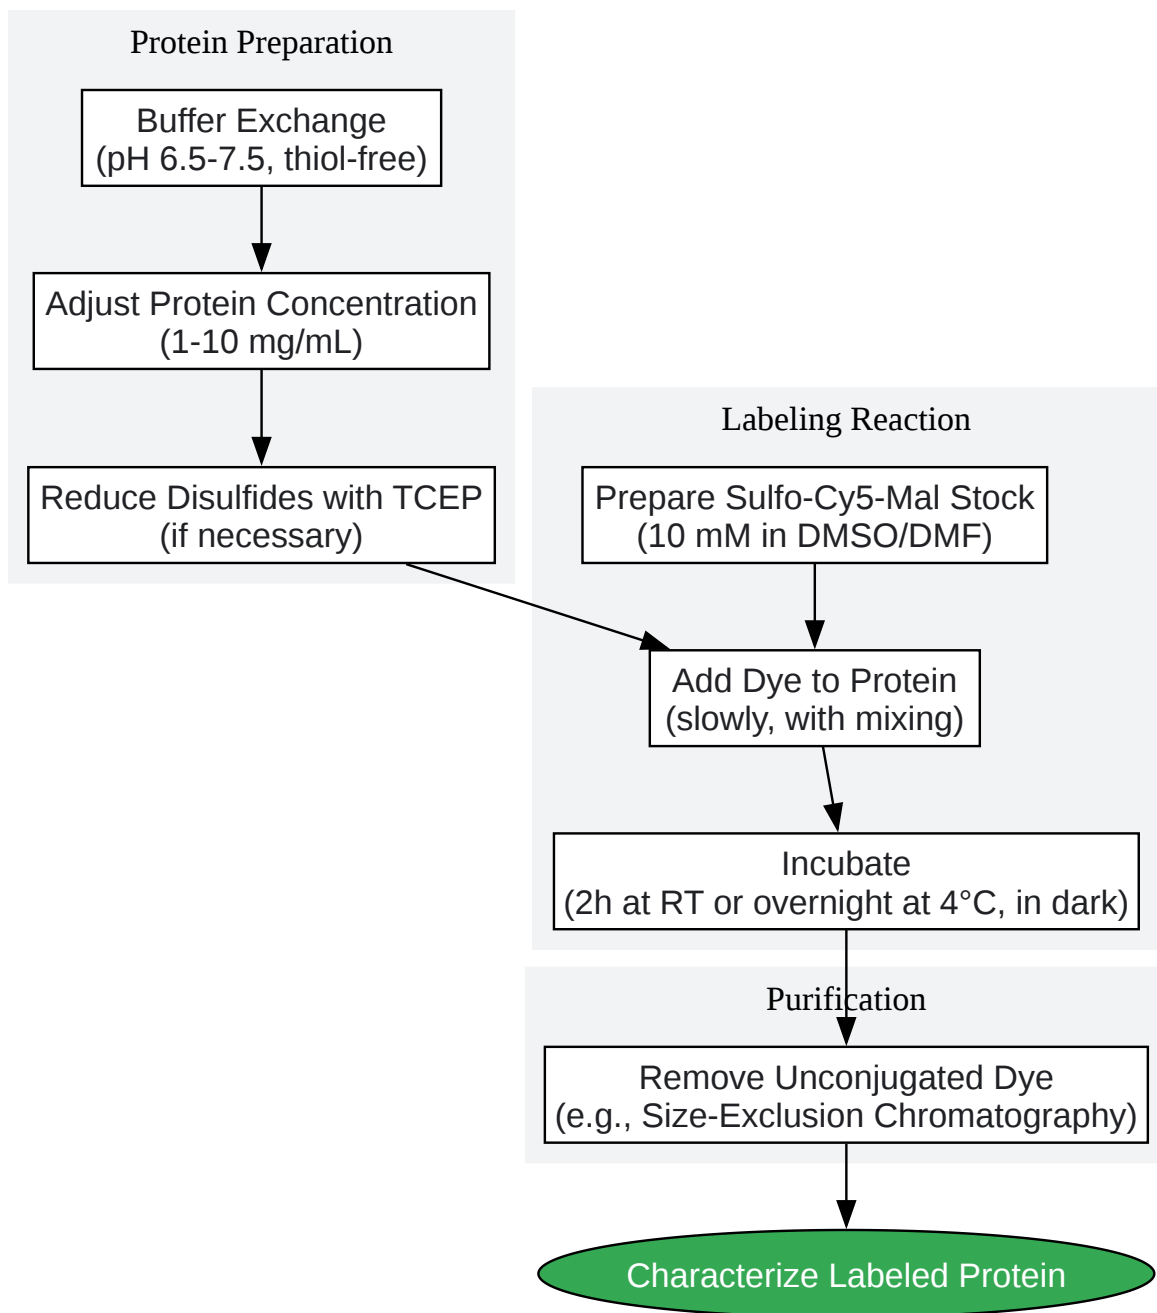 Protein Preparation
Buffer Exchange
(pH 6.5-7.5, thiol-free)
Adjust Protein Concentration
(1-10 mg/mL)
Reduce Disulfides with TCEP
(if necessary)
Labeling Reaction
Prepare Sulfo-Cy5-Mal Stock
(10 mM in DMSO/DMF)
Add Dye to Protein
(slowly, with mixing)
Incubate
(2h at RT or overnight at 4°C, in dark)
Purification
Remove Unconjugated Dye
(e.g., Size-Exclusion Chromatography)
Characterize Labeled Protein